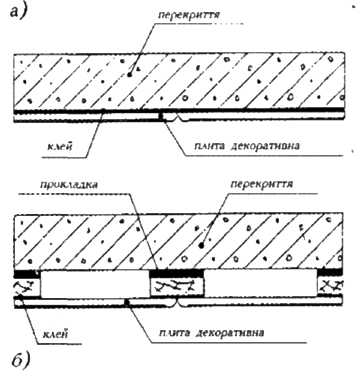 а)
перекриття
клей
плита декоративна
прокладка
перекриття
клей
плита декоративна
б)